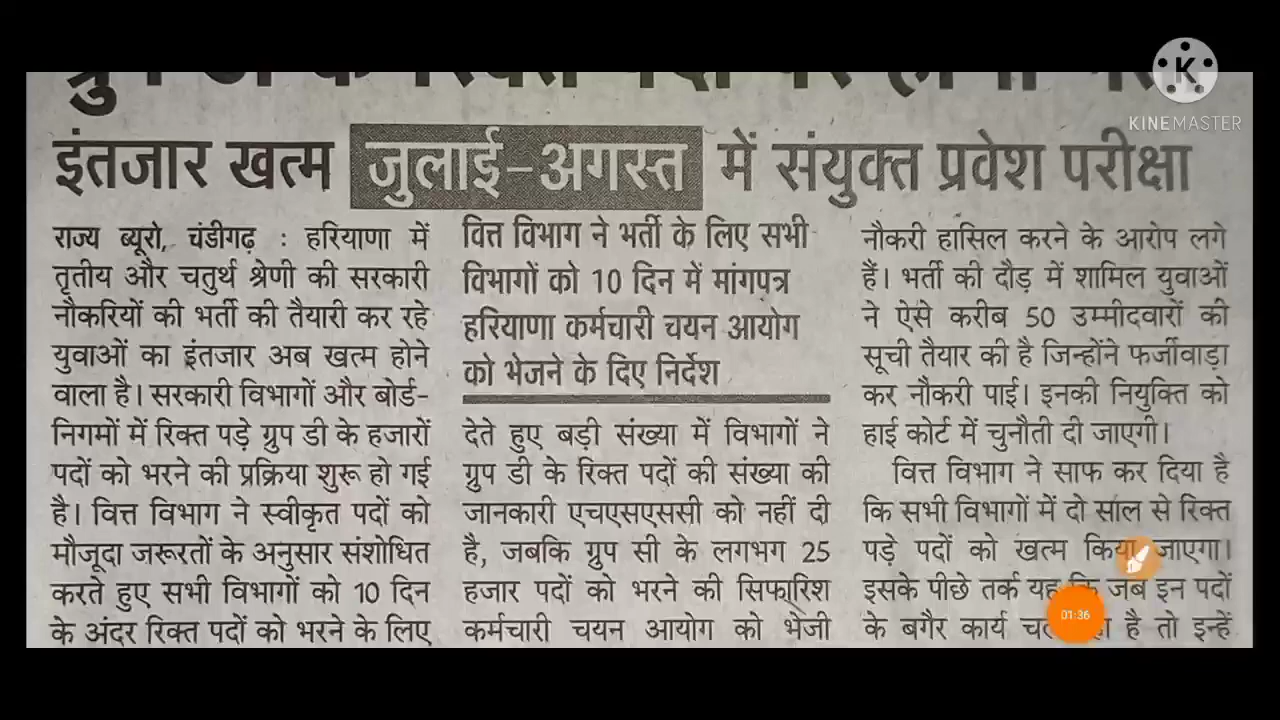 KINEMASTER
इंतजार खत्म जुलाई-अगस्त में संयुक्त प्रवेश परीक्षा
राज्य ब्यूरो, चंडीगढ़ : हरियाणा में
तृतीय और चतुर्थ श्रेणी की सरकारी
नौकरियों की भर्ती की तैयारी कर रहे
युवाओं का इंतजार अब खत्म होने
वाला है। सरकारी विभागों और बोर्ड-
निगमों में रिक्त पड़े ग्रुप डी के हजारों
पदों को भरने की प्रक्रिया शुरू हो गई
है। वित्त विभाग ने स्वीकृत पदों को
मौजूदा जरूरतों के अनुसार संशोधित
करते हुए सभी विभागों को 10 दिन
के अंदर रिक्त पदों को भरने के लिए
वित्त विभाग ने भर्ती के लिए सभी
विभागों को 10 दिन में मांगपत्र
हरियाणा कर्मचारी चयन आयोग
को भेजने के दिए निर्देश
देते हुए बड़ी संख्या में विभागों ने
ग्रुप डी के रिक्त पदों की संख्या की
जानकारी एचएसएससी को नहीं दी
है, जबकि ग्रुप सी के लगभग 25
हजार पदों को भरने की सिफारिश
कर्मचारी चयन आयोग को भेजी
नौकरी हासिल करने के आरोप लगे
हैं। भर्ती की दौड़ में शामिल युवाओं
ने ऐसे करीब 50 उम्मीदवारों की
सूची तैयार की है जिन्होंने फर्जीवाड़ा
कर नौकरी पाई। इनकी नियुक्ति को
हाई कोर्ट में चुनौती दी जाएगी।
वित्त विभाग ने साफ कर दिया है
कि सभी विभागों में दो साल से रिक्त
पड़े पदों को खत्म किया जाएगा।
इसके पीछे तर्क यह कि जब इन पदों
के बगैर कार्य है तो इन्हें
01:36